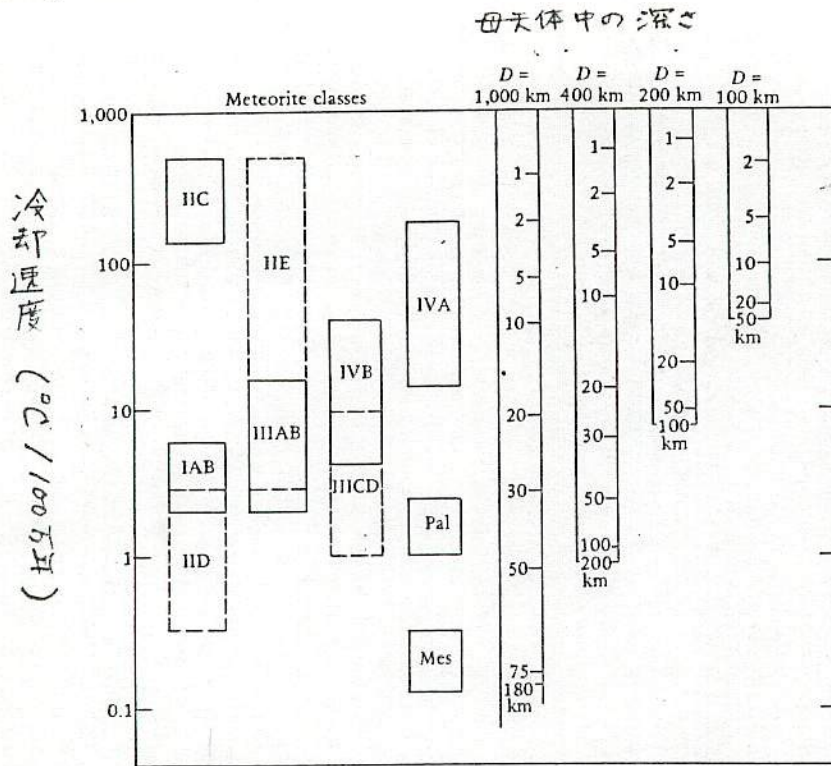 母天体中の深さ
D = 1,000 km
D = 400 km
D = 200 km
D = 100 km
Meteorite classes
冷却速度 (°C/100万年)
1,000
100
10
1
0.1
IIC
IIE
IVA
IVB
IAB
IIIAB
IIICD
IID
Pal
Mes
1
2
5
10
20
30
50
75
180 km
1
2
5
10
20
30
50
100
200 km
1
2
5
10
20
50
100 km
2
5
10
20
50 km